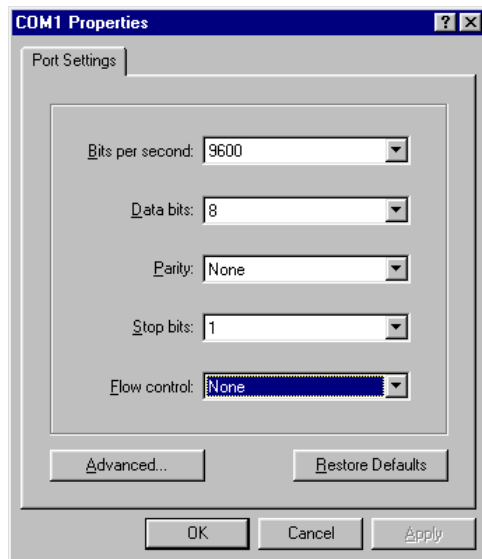 COM1 Properties
Port Settings
Bits per second: 9600
Data bits: 8
Parity: None
Stop bits: 1
Flow control: None
Advanced... Restore Defaults
OK Cancel Apply